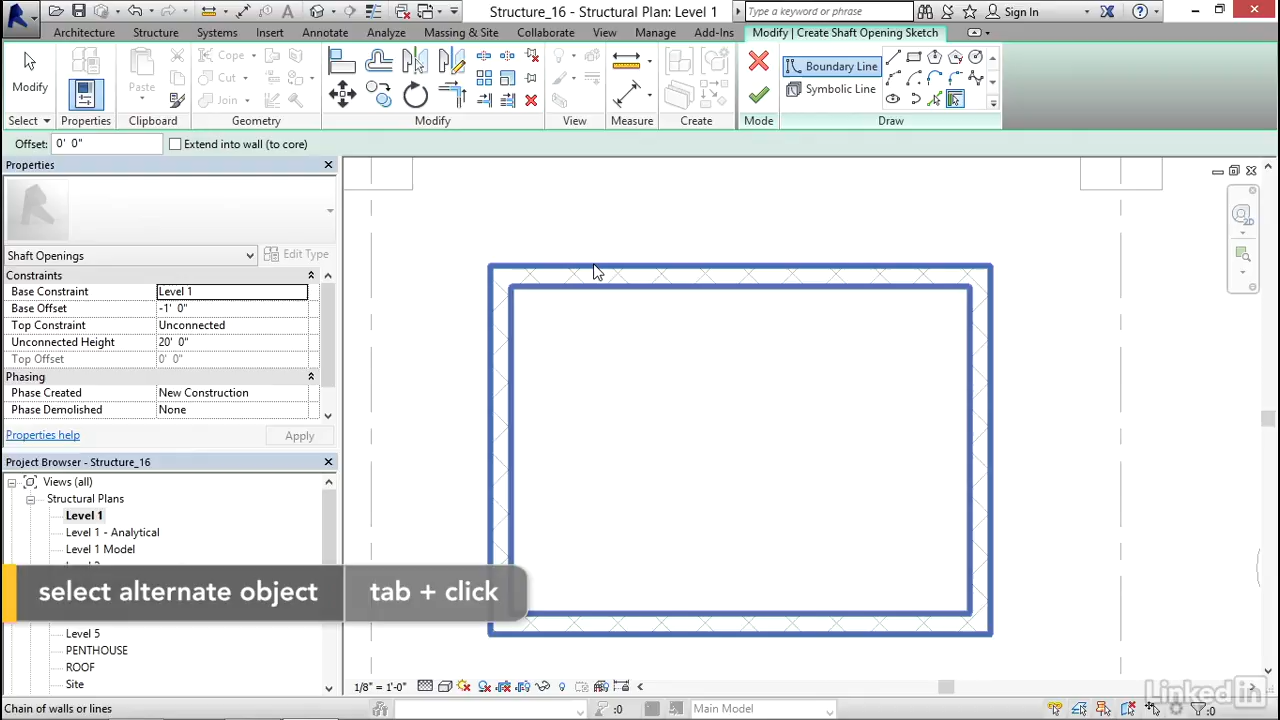 Structure_16 - Structural Plan: Level 1
Type a keyword or phrase
Sign In
Architecture
Structure
Systems
Insert
Annotate
Analyze
Massing & Site
Collaborate
View
Manage
Add-Ins
Modify | Create Shaft Opening Sketch
Modify
Properties
Paste
Cope
Cut
Join
Boundary Line
Symbolic Line
Select
Properties
Clipboard
Geometry
Modify
View
Measure
Create
Mode
Draw
Offset: 0' 0"
Extend into wall (to core)
Properties
Shaft Openings
Edit Type
Constraints
Base Constraint Level 1
Base Offset -1' 0"
Top Constraint Unconnected
Unconnected Height 20' 0"
Top Offset 0' 0"
Phasing
Phase Created New Construction
Phase Demolished None
Properties help
Apply
Project Browser - Structure_16
Views (all)
Structural Plans
Level 1
Level 1 - Analytical
Level 1 Model
select alternate object tab + click
Level 5
PENTHOUSE
ROOF
Site
1/8" = 1'-0"
Chain of walls or lines
:0
Main Model
:0
2D
Linked in